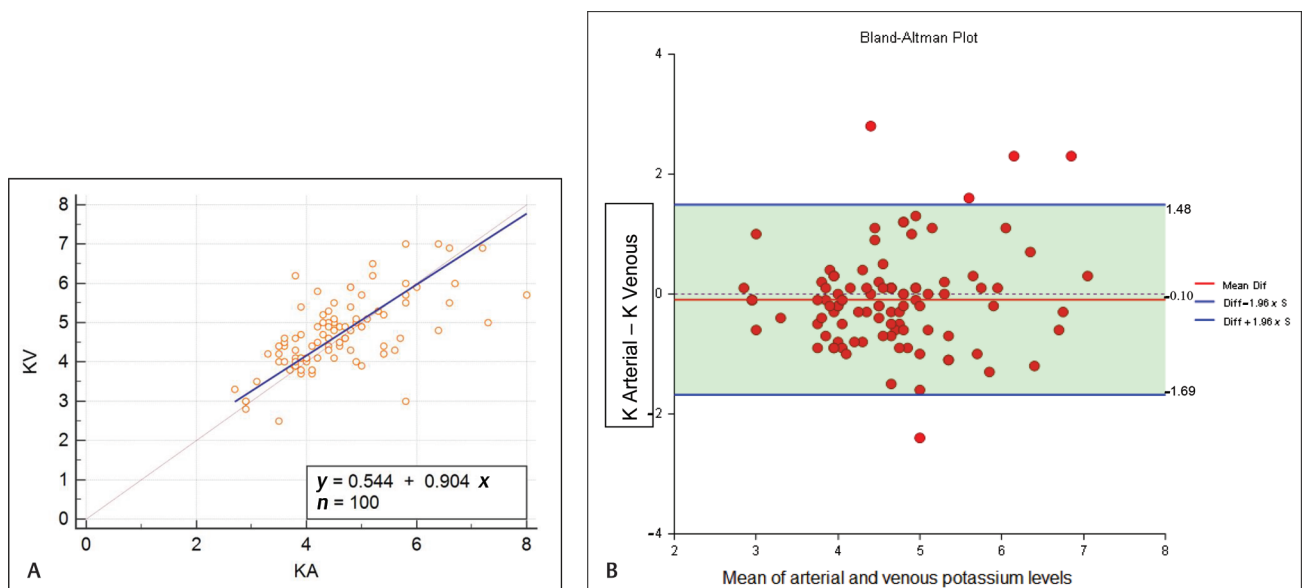 8
7
6
5
4
3
2
1
0
KV
0
2
4
6
8
KA
y = 0.544 + 0.904 x
n = 100
A
Bland-Altman Plot
4
2
0
-2
-4
K Arterial – K Venous
1.48
-0.10
-1.69
Mean Dif
Diff-1.96 x S
Diff + 1.96 x S
2
3
4
5
6
7
8
Mean of arterial and venous potassium levels
B